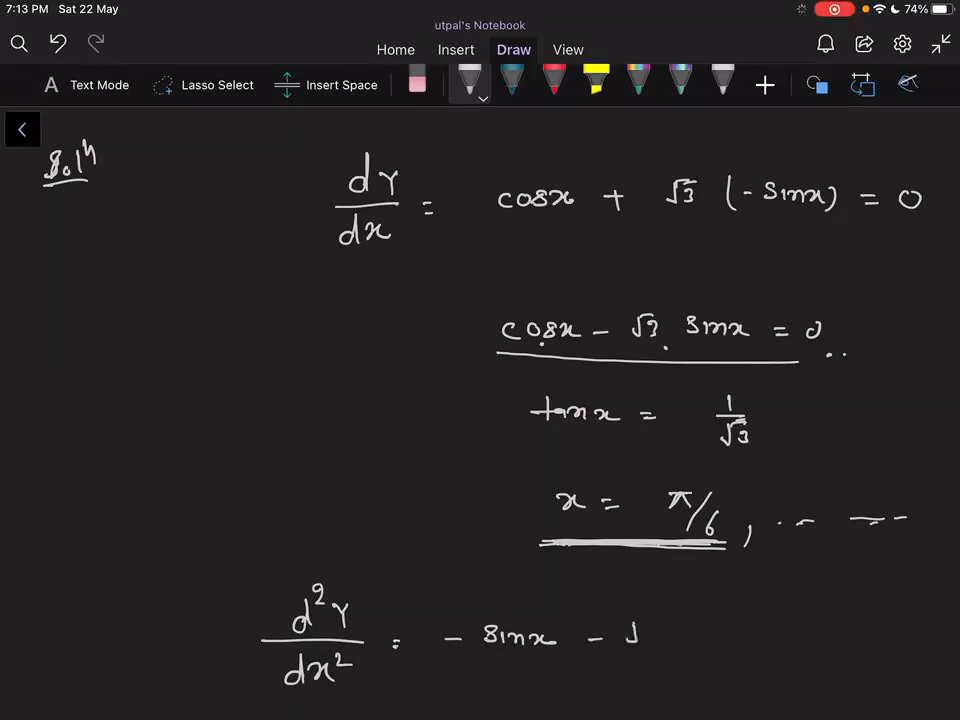 7:13 PM Sat 22 May 74%
utpal's Notebook
Home Insert Draw View
A Text Mode Lasso Select Insert Space
Solⁿ
dy/dx = cosx + √3 (- sinx) = 0
cosx - √3 sinx = 0 ..
tanx = 1/√3
x = π/6, -- ---
d²y/dx² = - sinx -